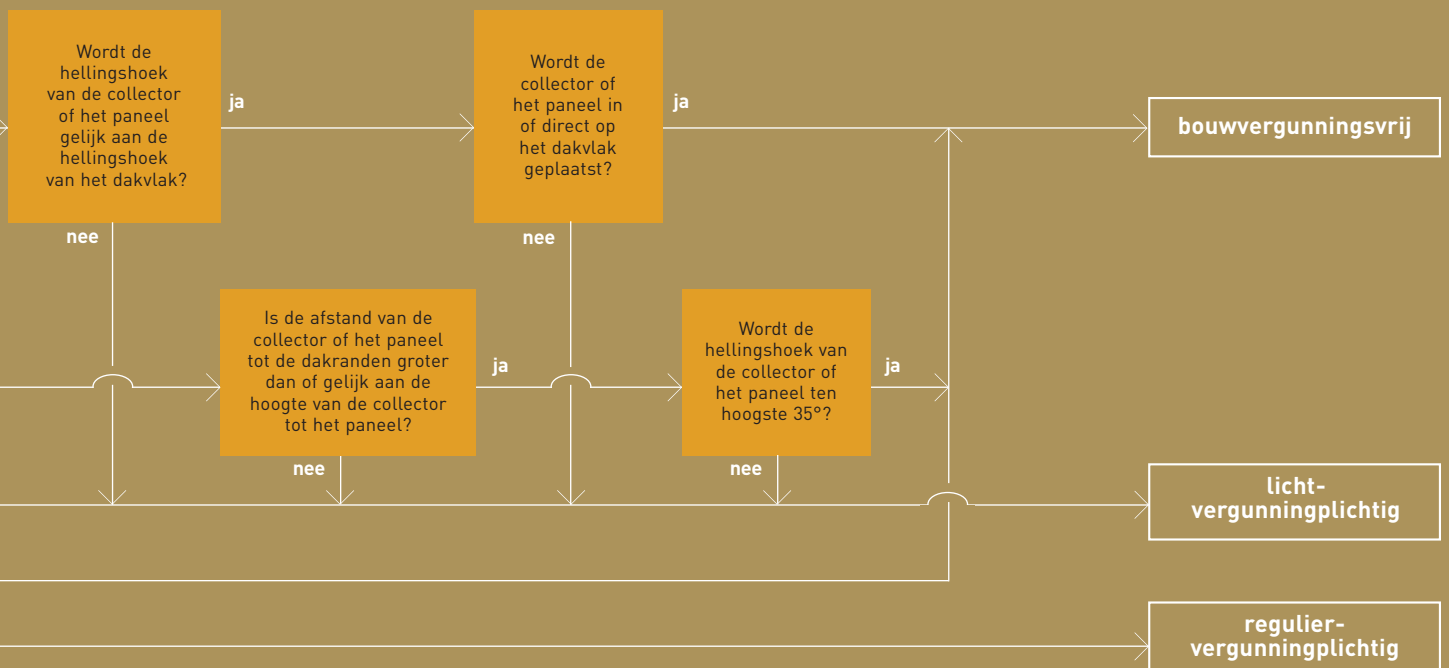 Wordt de
hellingshoek
van de collector
of het paneel
gelijk aan de
hellingshoek
van het dakvlak?
ja
nee
Wordt de
collector of
het paneel in
of direct op
het dakvlak
geplaatst?
ja
nee
bouwvergunningsvrij
Is de afstand van de
collector of het paneel
tot de dakranden groter
dan of gelijk aan de
hoogte van de collector
tot het paneel?
ja
nee
Wordt de
hellingshoek van
de collector of
het paneel ten
hoogste 35°?
ja
nee
licht-
vergunningplichtig
regulier-
vergunningplichtig